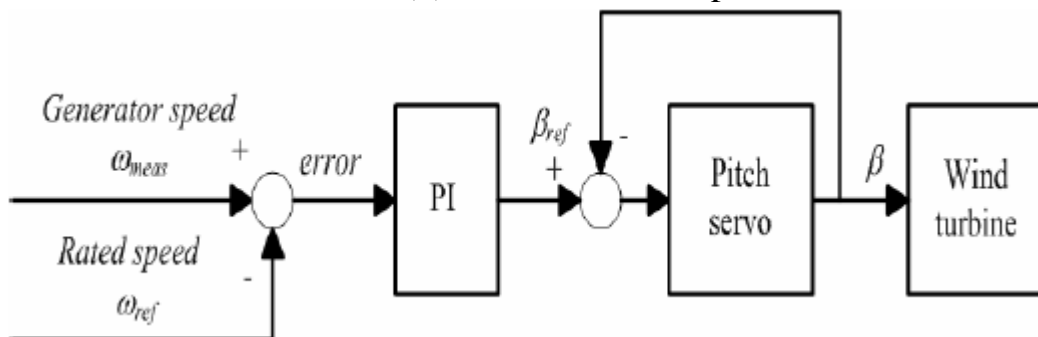 Generator speed
ω_meas
+
error
Rated speed
-
ω_ref
PI
β_ref
+
-
Pitch
servo
β
Wind
turbine